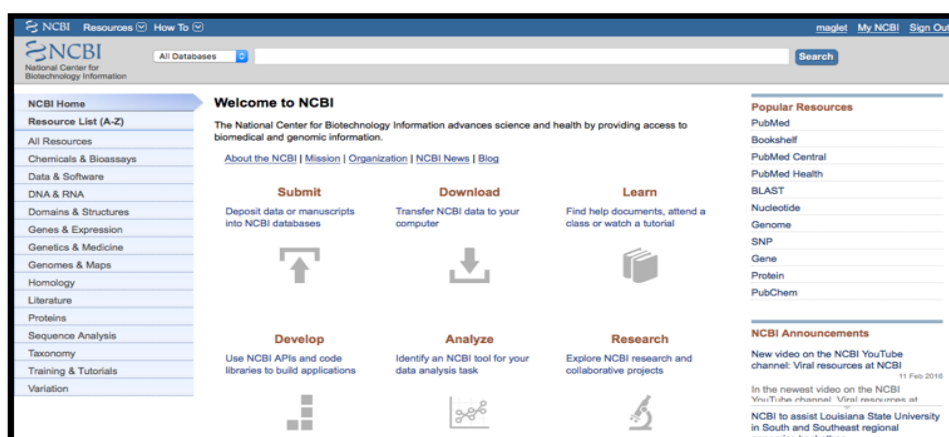 NCBI Resources How To maglet My NCBI Sign Out
NCBI
National Center for
Biotechnology Information
All Databases
Search
NCBI Home
Resource List (A-Z)
All Resources
Chemicals & Bioassays
Data & Software
DNA & RNA
Domains & Structures
Genes & Expression
Genetics & Medicine
Genomes & Maps
Homology
Literature
Proteins
Sequence Analysis
Taxonomy
Training & Tutorials
Variation
Welcome to NCBI
The National Center for Biotechnology Information advances science and health by providing access to
biomedical and genomic information.
About the NCBI | Mission | Organization | NCBI News | Blog
Submit
Deposit data or manuscripts
into NCBI databases
Download
Transfer NCBI data to your
computer
Learn
Find help documents, attend a
class or watch a tutorial
Develop
Use NCBI APIs and code
libraries to build applications
Analyze
Identify an NCBI tool for your
data analysis task
Research
Explore NCBI research and
collaborative projects
Popular Resources
PubMed
Bookshelf
PubMed Central
PubMed Health
BLAST
Nucleotide
Genome
SNP
Gene
Protein
PubChem
NCBI Announcements
New video on the NCBI YouTube
channel: Viral resources at NCBI
11 Feb 2016
In the newest video on the NCBI
YouTube channel, Viral resources at
NCBI to assist Louisiana State University
in South and Southeast regional